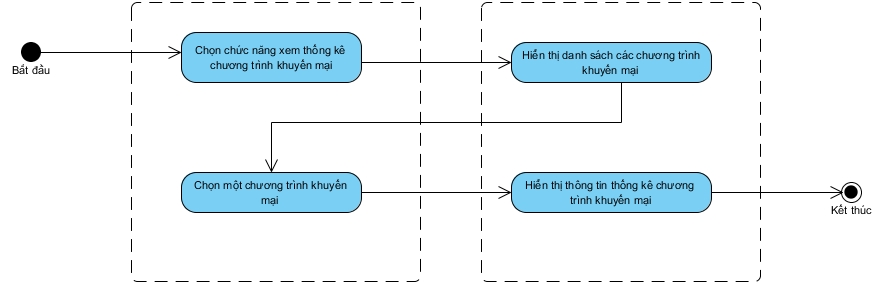 Bắt đầu
Chọn chức năng xem thống kê
chương trình khuyến mại
Hiển thị danh sách các chương trình
khuyến mại
Chọn một chương trình khuyến
mại
Hiển thị thông tin thống kê chương
trình khuyến mại
Kết thúc